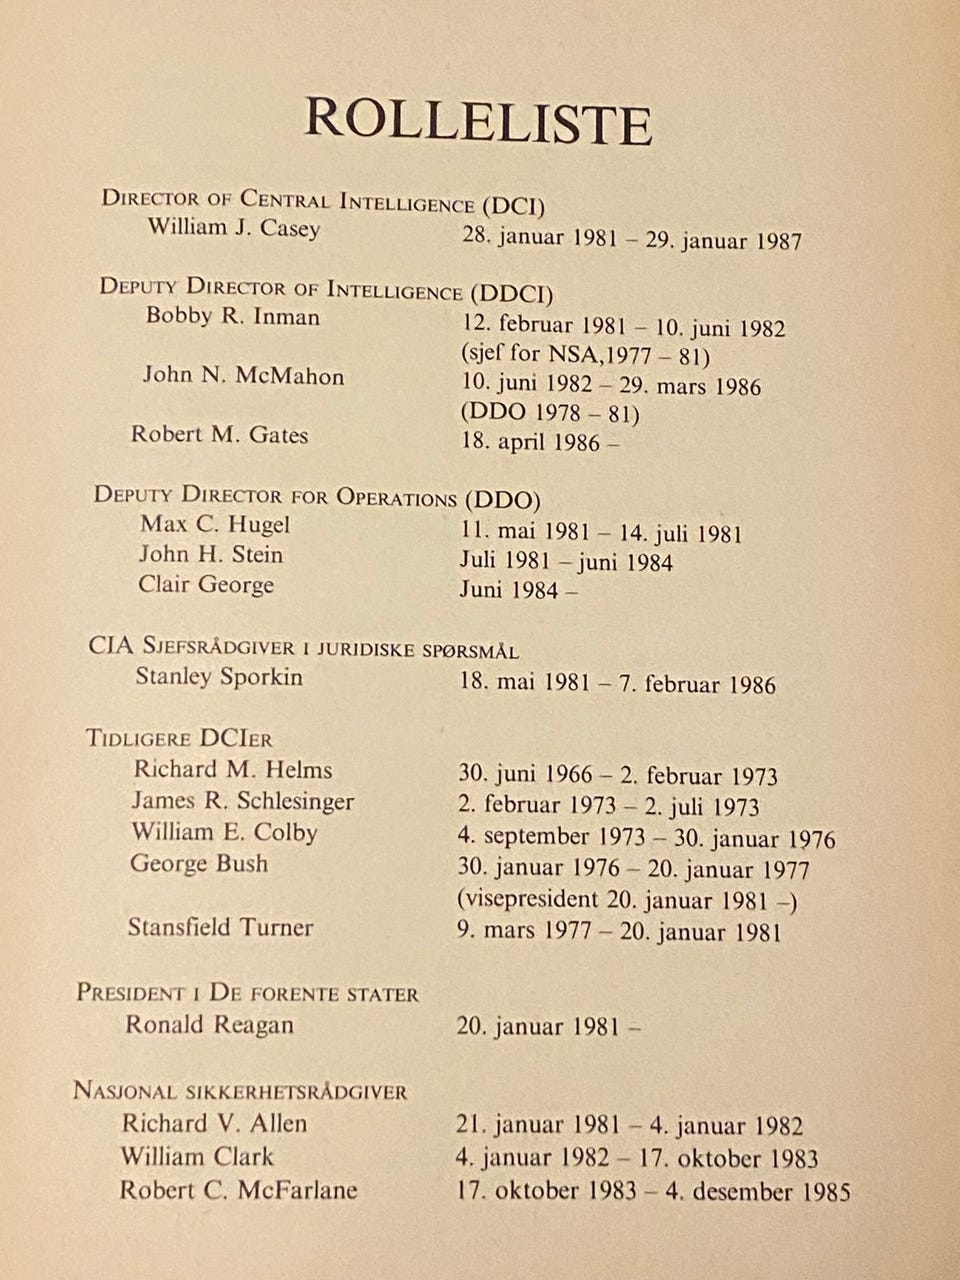 ROLLELISTE
DIRECTOR OF CENTRAL INTELLIGENCE (DCI)
William J. Casey 28. januar 1981 – 29. januar 1987
DEPUTY DIRECTOR OF INTELLIGENCE (DDCI)
Bobby R. Inman 12. februar 1981 – 10. juni 1982
(sjef for NSA,1977 – 81)
John N. McMahon 10. juni 1982 – 29. mars 1986
(DDO 1978 – 81)
Robert M. Gates 18. april 1986 –
DEPUTY DIRECTOR FOR OPERATIONS (DDO)
Max C. Hugel 11. mai 1981 – 14. juli 1981
John H. Stein Juli 1981 – juni 1984
Clair George Juni 1984 –
CIA SJEFSRÅDGIVER I JURIDISKE SPØRSMÅL
Stanley Sporkin 18. mai 1981 – 7. februar 1986
TIDLIGERE DCIER
Richard M. Helms 30. juni 1966 – 2. februar 1973
James R. Schlesinger 2. februar 1973 – 2. juli 1973
William E. Colby 4. september 1973 – 30. januar 1976
George Bush 30. januar 1976 – 20. januar 1977
(visepresident 20. januar 1981 –)
Stansfield Turner 9. mars 1977 – 20. januar 1981
PRESIDENT I DE FORENTE STATER
Ronald Reagan 20. januar 1981 –
NASJONAL SIKKERHETSRÅDGIVER
Richard V. Allen 21. januar 1981 – 4. januar 1982
William Clark 4. januar 1982 – 17. oktober 1983
Robert C. McFarlane 17. oktober 1983 – 4. desember 1985